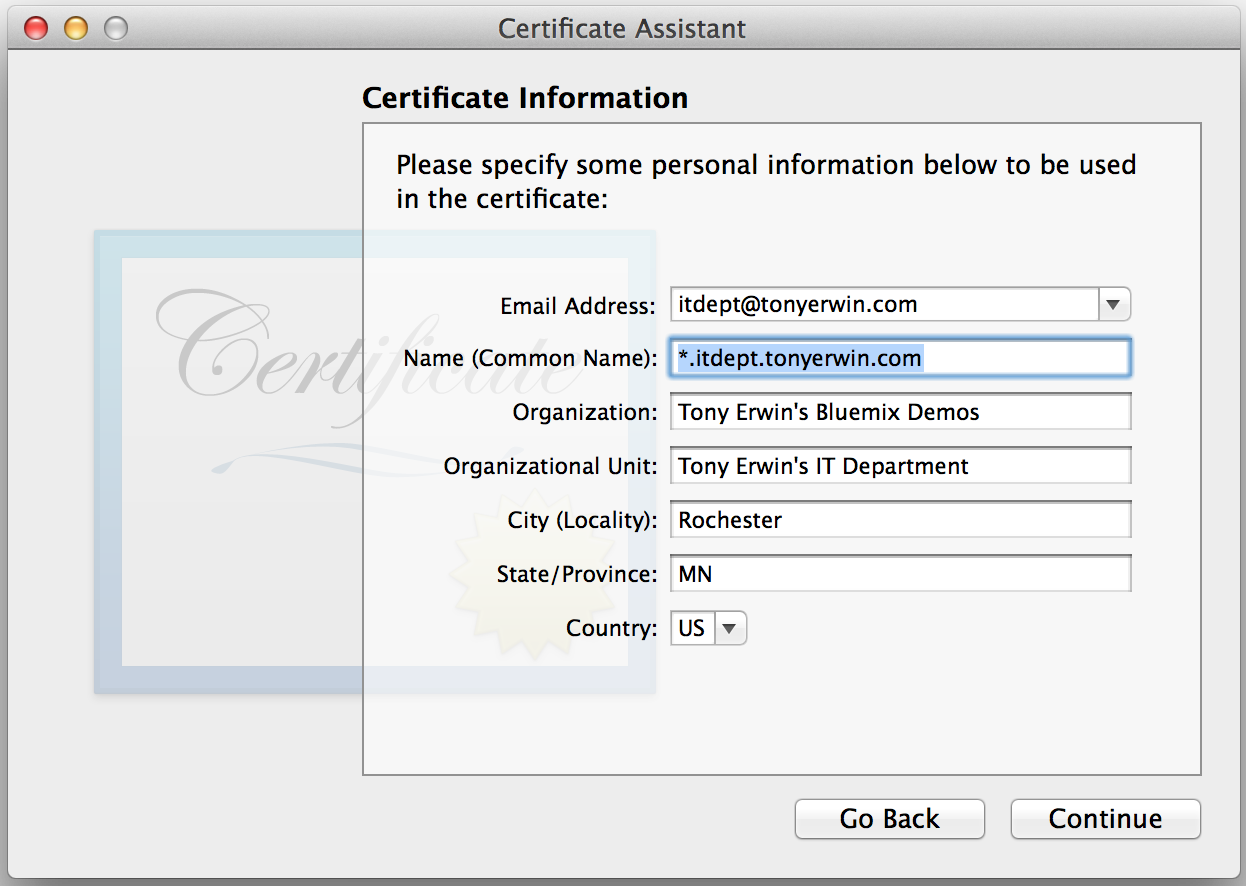 Certificate Assistant
Certificate Information
Please specify some personal information below to be used
in the certificate:
Certificate
Email Address: itdept@tonyerwin.com
Name (Common Name): *.itdept.tonyerwin.com
Organization: Tony Erwin's Bluemix Demos
Organizational Unit: Tony Erwin's IT Department
City (Locality): Rochester
State/Province: MN
Country: US
Go Back Continue